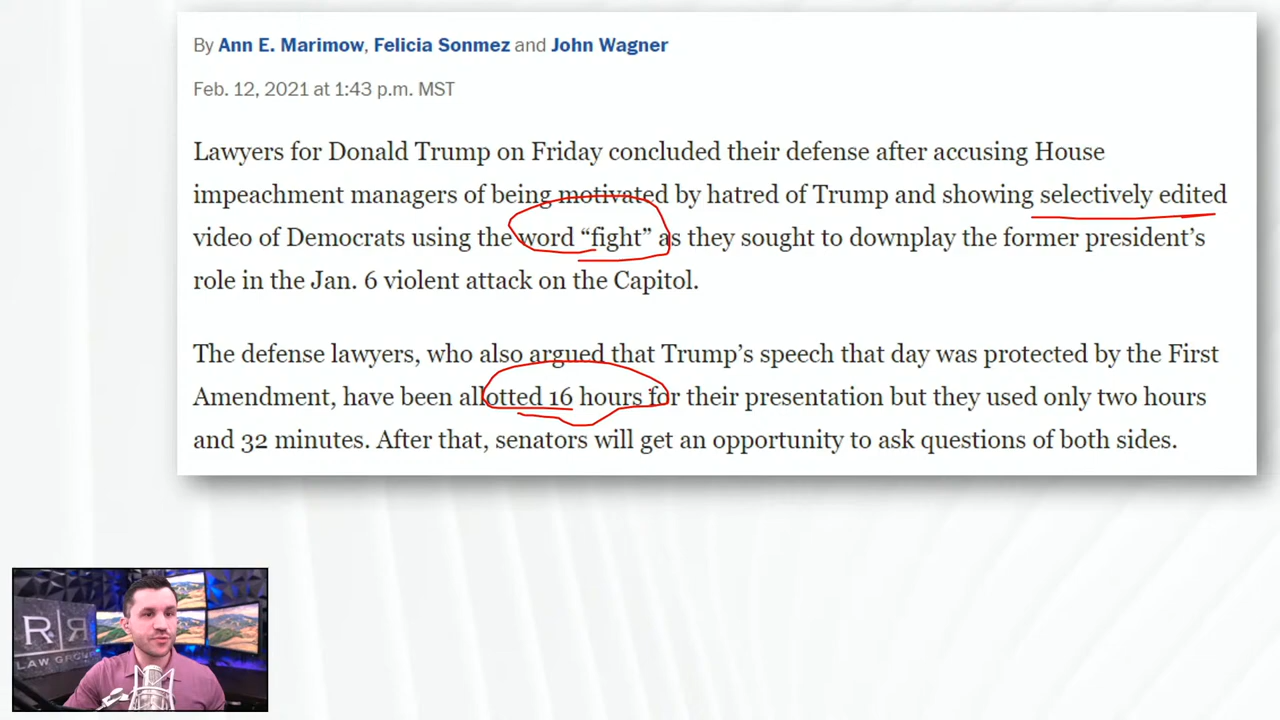 By Ann E. Marimow, Felicia Sonmez and John Wagner
Feb. 12, 2021 at 1:43 p.m. MST
Lawyers for Donald Trump on Friday concluded their defense after accusing House
impeachment managers of being motivated by hatred of Trump and showing selectively edited
video of Democrats using the word “fight” as they sought to downplay the former president’s
role in the Jan. 6 violent attack on the Capitol.
The defense lawyers, who also argued that Trump’s speech that day was protected by the First
Amendment, have been allotted 16 hours for their presentation but they used only two hours
and 32 minutes. After that, senators will get an opportunity to ask questions of both sides.
R|R
LAW GROUP